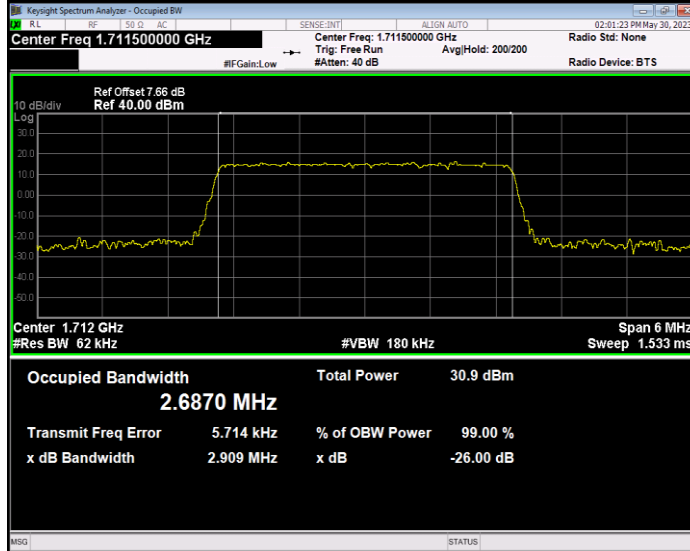 Keysight Spectrum Analyzer - Occupied BW
RL RF 50 Ω AC SENSE:INT ALIGN AUTO 02:01:23 PM May 30, 2023
Center Freq 1.711500000 GHz Center Freq: 1.711500000 GHz Radio Std: None
Trig: Free Run Avg|Hold: 200/200
#IFGain:Low #Atten: 40 dB Radio Device: BTS
Ref Offset 7.66 dB
10 dB/div Ref 40.00 dBm
Log
30.0
20.0
10.0
0.00
-10.0
-20.0
-30.0
-40.0
-50.0
Center 1.712 GHz Span 6 MHz
#Res BW 62 kHz #VBW 180 kHz Sweep 1.533 ms
Occupied Bandwidth Total Power 30.9 dBm
2.6870 MHz
Transmit Freq Error 5.714 kHz % of OBW Power 99.00 %
x dB Bandwidth 2.909 MHz x dB -26.00 dB
MSG STATUS